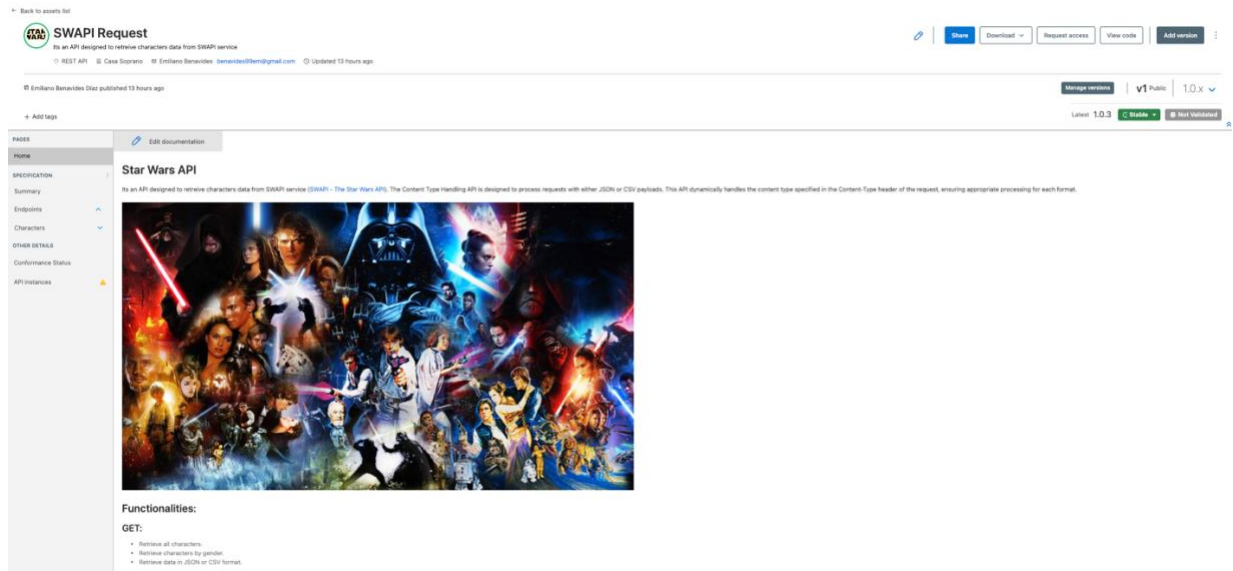 ← Back to assets list
STAR WARS
SWAPI Request
Its an API designed to retreive characters data from SWAPI service
REST API Casa Soprano Emiliano Benavides benavides99em@gmail.com Updated 13 hours ago
Share Download Request access View code Add version
Emiliano Benavides Diaz published 13 hours ago
Manage versions v1 Public 1.0.x
+ Add tags
Latest 1.0.3 Stable Not Validated
PAGES
Home
SPECIFICATION
Summary
Endpoints
Characters
OTHER DETAILS
Conformance Status
API instances
Edit documentation
Star Wars API
Its an API designed to retreive characters data from SWAPI service (SWAPI - The Star Wars API). The Content Type Handling API is designed to process requests with either JSON or CSV payloads. This API dynamically handles the content type specified in the Content-Type header of the request, ensuring appropriate processing for each format.
Functionalities:
GET:
• Retrieve all characters.
• Retrieve characters by gender.
• Retrieve data in JSON or CSV format.